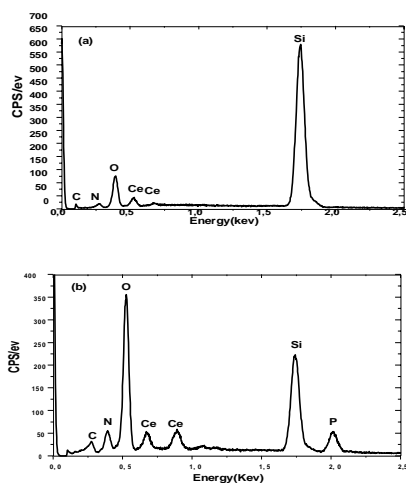 700
(a)
Si
650
600
550
500
450
400
CPS/ev
350
300
250
200
150
O
100
Ce Ce
50
C N
0
0,0 0,5 1,0 1,5 2,0 2,5
Energy(kev)
400
(b)
O
350
300
Si
250
CPS/eV
200
150
100
N Ce Ce P
50
C
0
0,0 0,5 1,0 1,5 2,0 2,5
Energy(Kev)